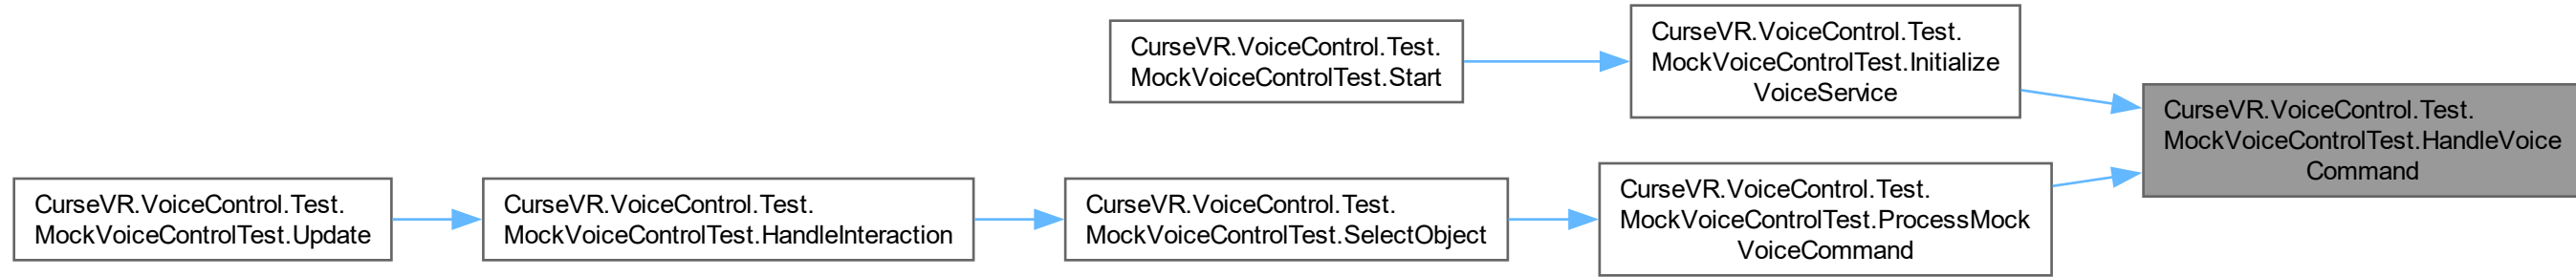 CurseVR.VoiceControl.Test.
MockVoiceControlTest.Start
CurseVR.VoiceControl.Test.
MockVoiceControlTest.Initialize
VoiceService
CurseVR.VoiceControl.Test.
MockVoiceControlTest.HandleVoice
Command
CurseVR.VoiceControl.Test.
MockVoiceControlTest.Update
CurseVR.VoiceControl.Test.
MockVoiceControlTest.HandleInteraction
CurseVR.VoiceControl.Test.
MockVoiceControlTest.SelectObject
CurseVR.VoiceControl.Test.
MockVoiceControlTest.ProcessMock
VoiceCommand